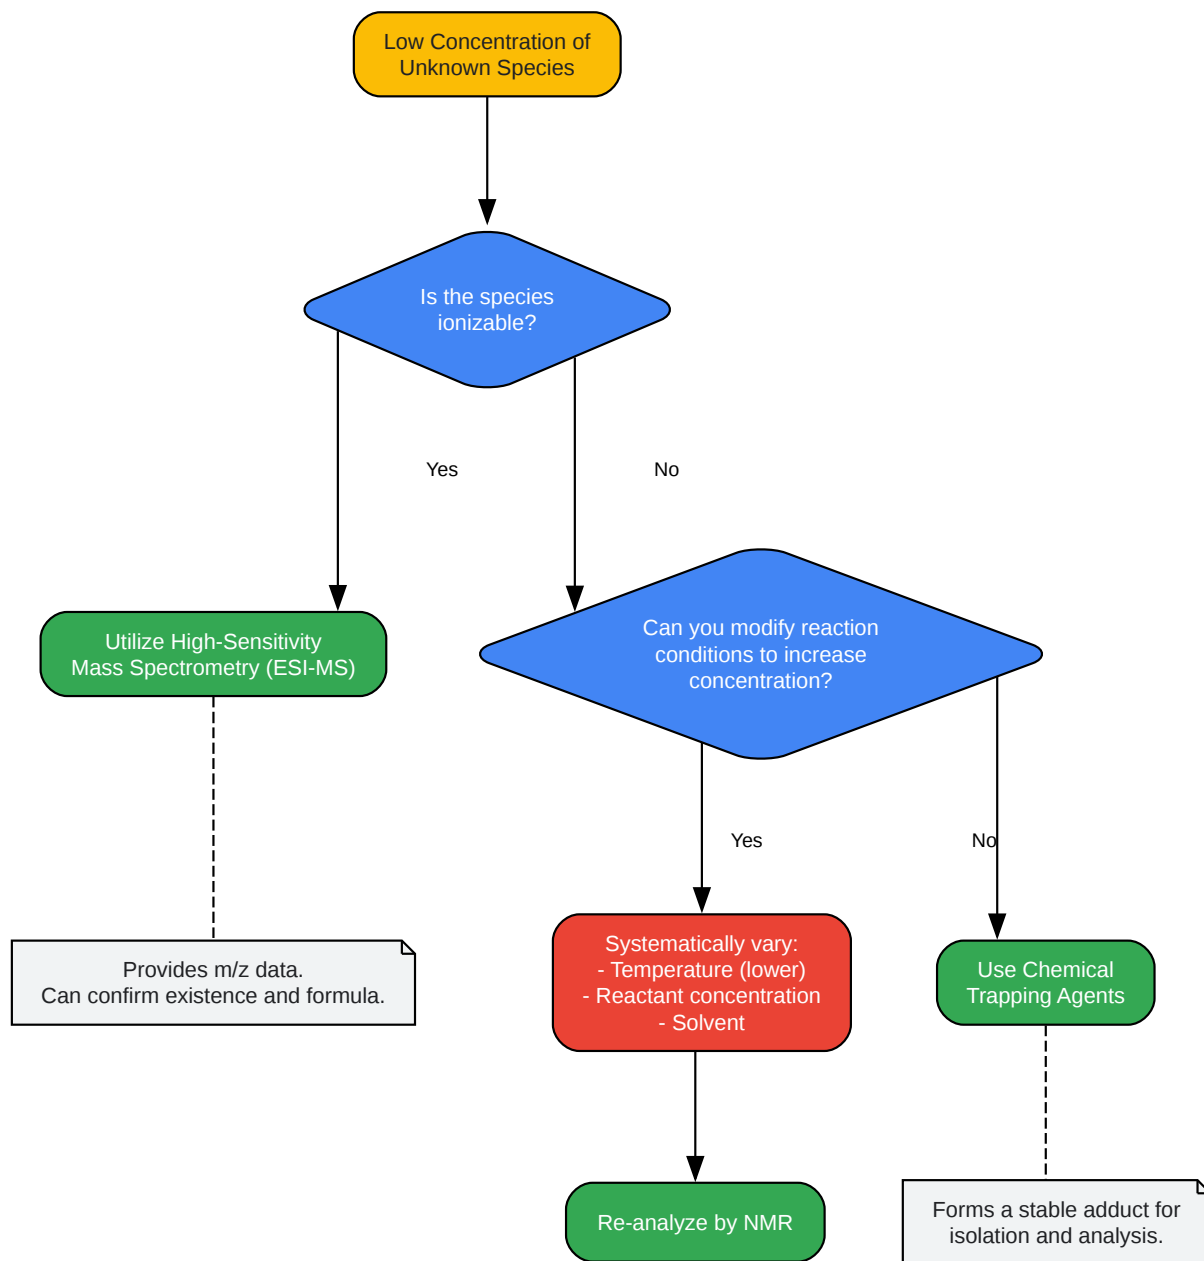 Low Concentration of
Unknown Species
Is the species
ionizable?
Yes
No
Utilize High-Sensitivity
Mass Spectrometry (ESI-MS)
Can you modify reaction
conditions to increase
concentration?
Yes
No
Provides m/z data.
Can confirm existence and formula.
Systematically vary:
- Temperature (lower)
- Reactant concentration
- Solvent
Use Chemical
Trapping Agents
Re-analyze by NMR
Forms a stable adduct for
isolation and analysis.